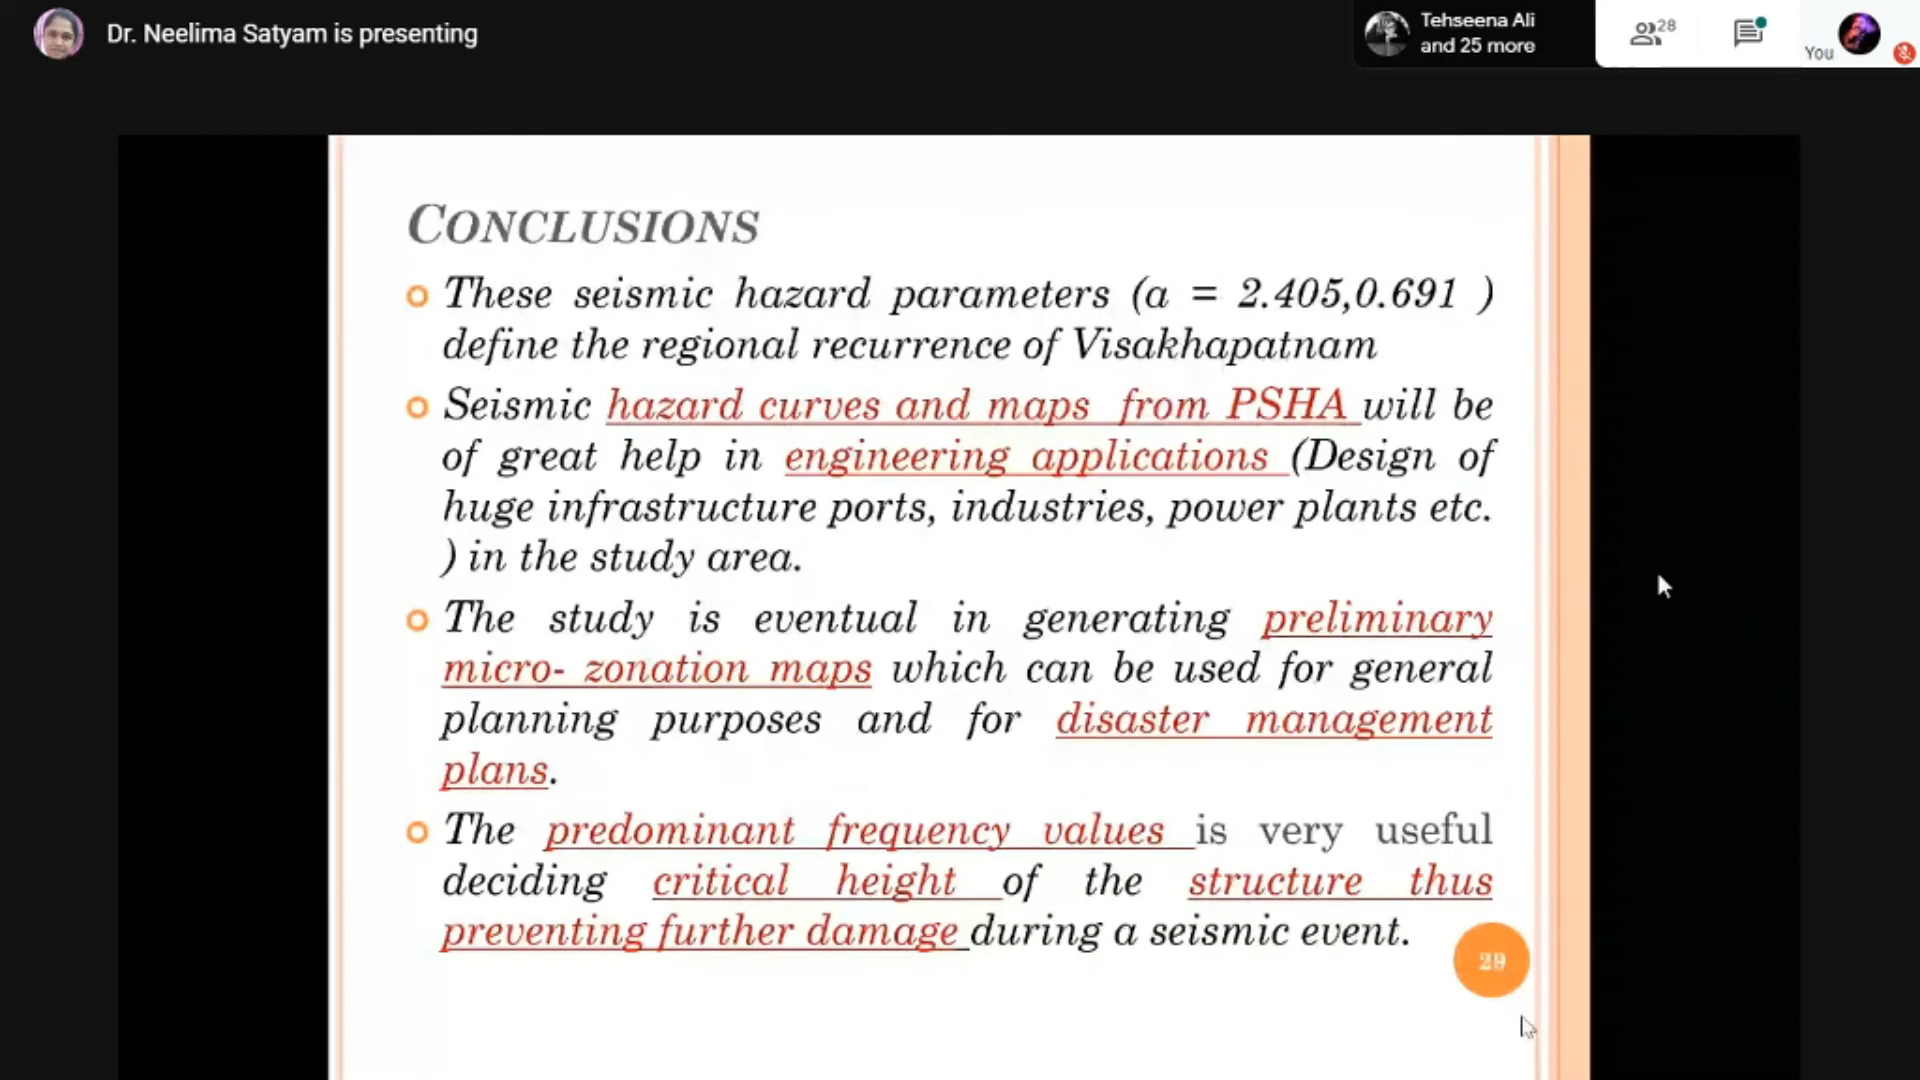 Dr. Neelima Satyam is presenting
Tehseena Ali
and 25 more
28
You
CONCLUSIONS
These seismic hazard parameters (a = 2.405,0.691 )
define the regional recurrence of Visakhapatnam
Seismic hazard curves and maps from PSHA will be
of great help in engineering applications (Design of
huge infrastructure ports, industries, power plants etc.
) in the study area.
The study is eventual in generating preliminary
micro- zonation maps which can be used for general
planning purposes and for disaster management
plans.
The predominant frequency values is very useful
deciding critical height of the structure thus
preventing further damage during a seismic event.
29